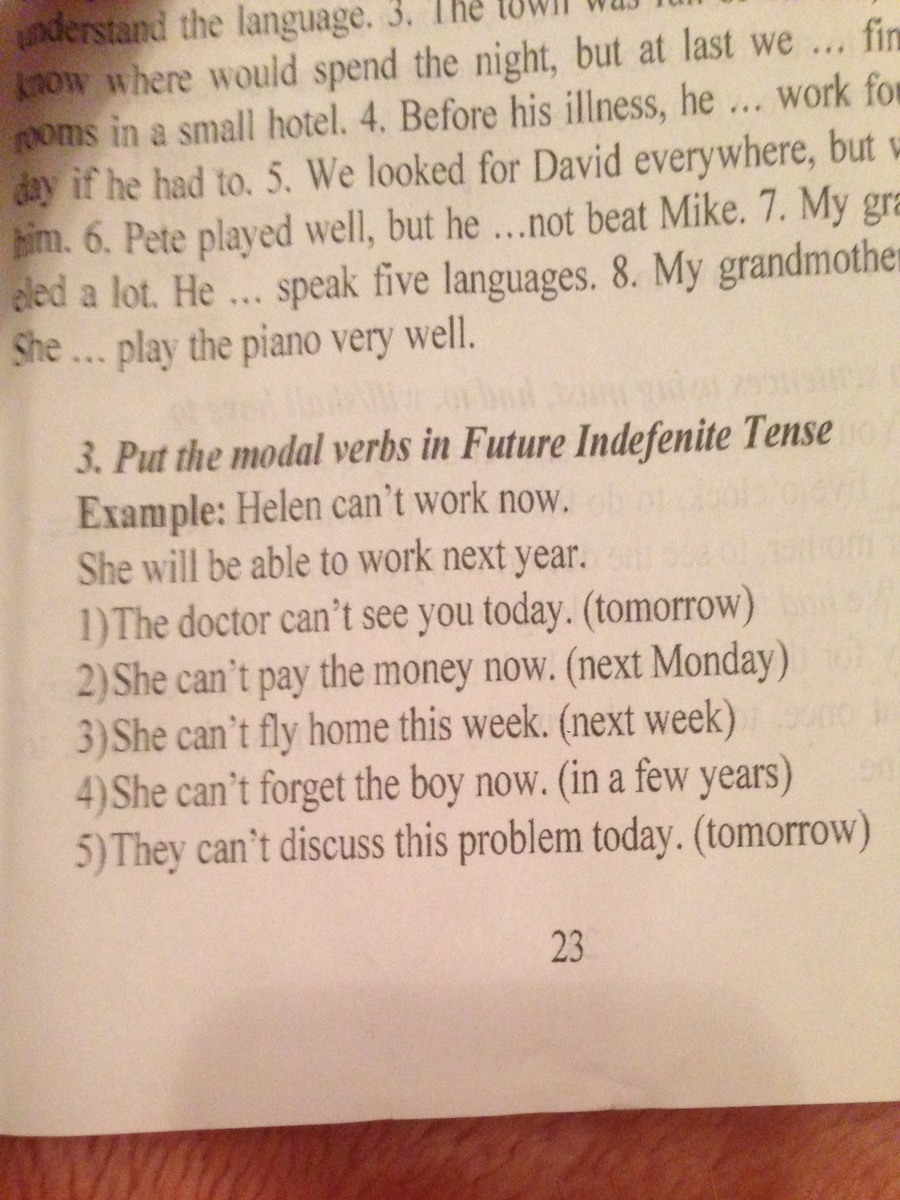 understand the language. 3. The town was
know where would spend the night, but at last we ... fin
rooms in a small hotel. 4. Before his illness, he ... work fo
day if he had to. 5. We looked for David everywhere, but
him. 6. Pete played well, but he ...not beat Mike. 7. My gra
eled a lot. He ... speak five languages. 8. My grandmother
She ... play the piano very well.
3. Put the modal verbs in Future Indefenite Tense
Example: Helen can't work now.
She will be able to work next year.
1)The doctor can't see you today. (tomorrow)
2)She can't pay the money now. (next Monday)
3)She can't fly home this week. (next week)
4)She can't forget the boy now. (in a few years)
5)They can't discuss this problem today. (tomorrow)
23